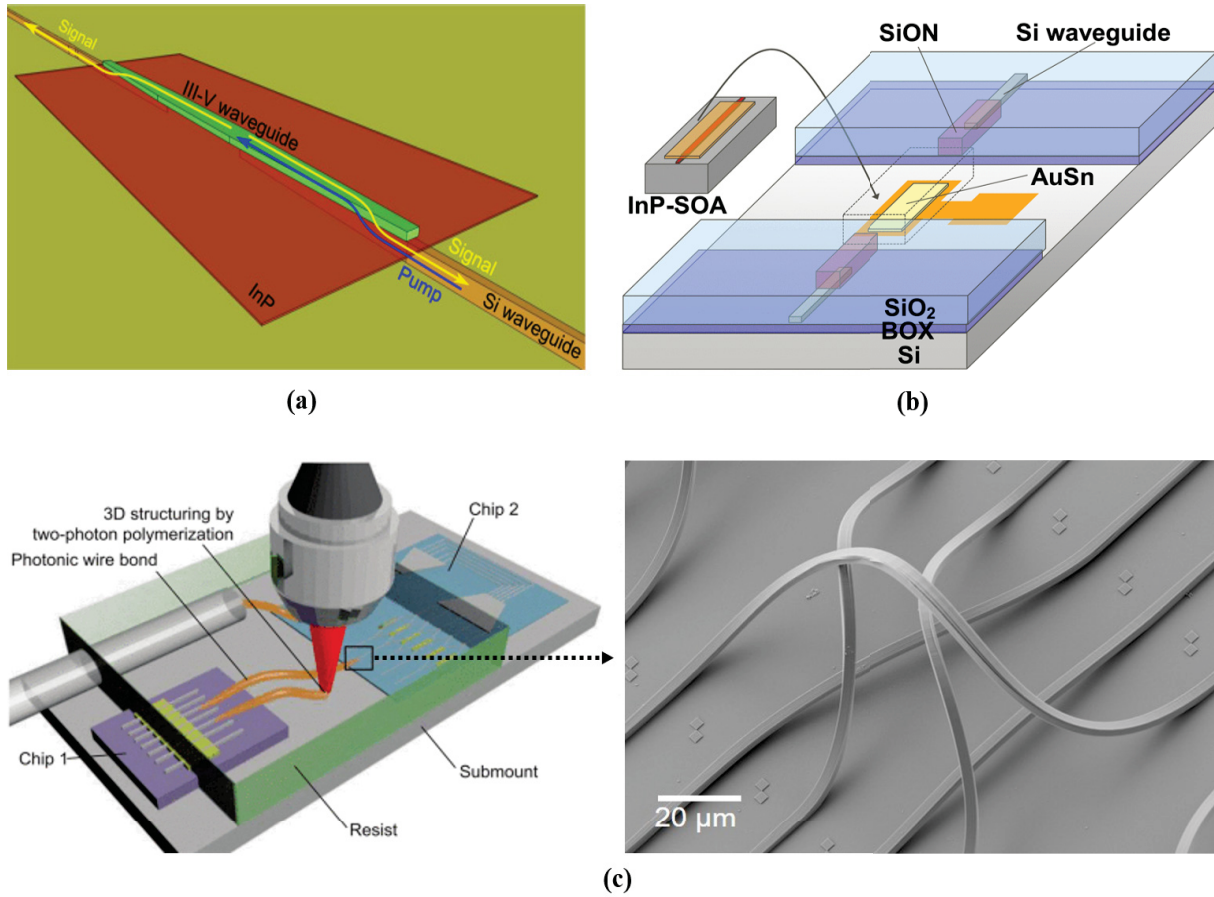 Signal
III-V waveguide
InP
Signal
Pump
Si waveguide
(a)
SiON
Si waveguide
InP-SOA
AuSn
SiO₂
BOX
Si
(b)
3D structuring by
two-photon polymerization
Photonic wire bond
Chip 2
Chip 1
Submount
Resist
20 μm
(c)